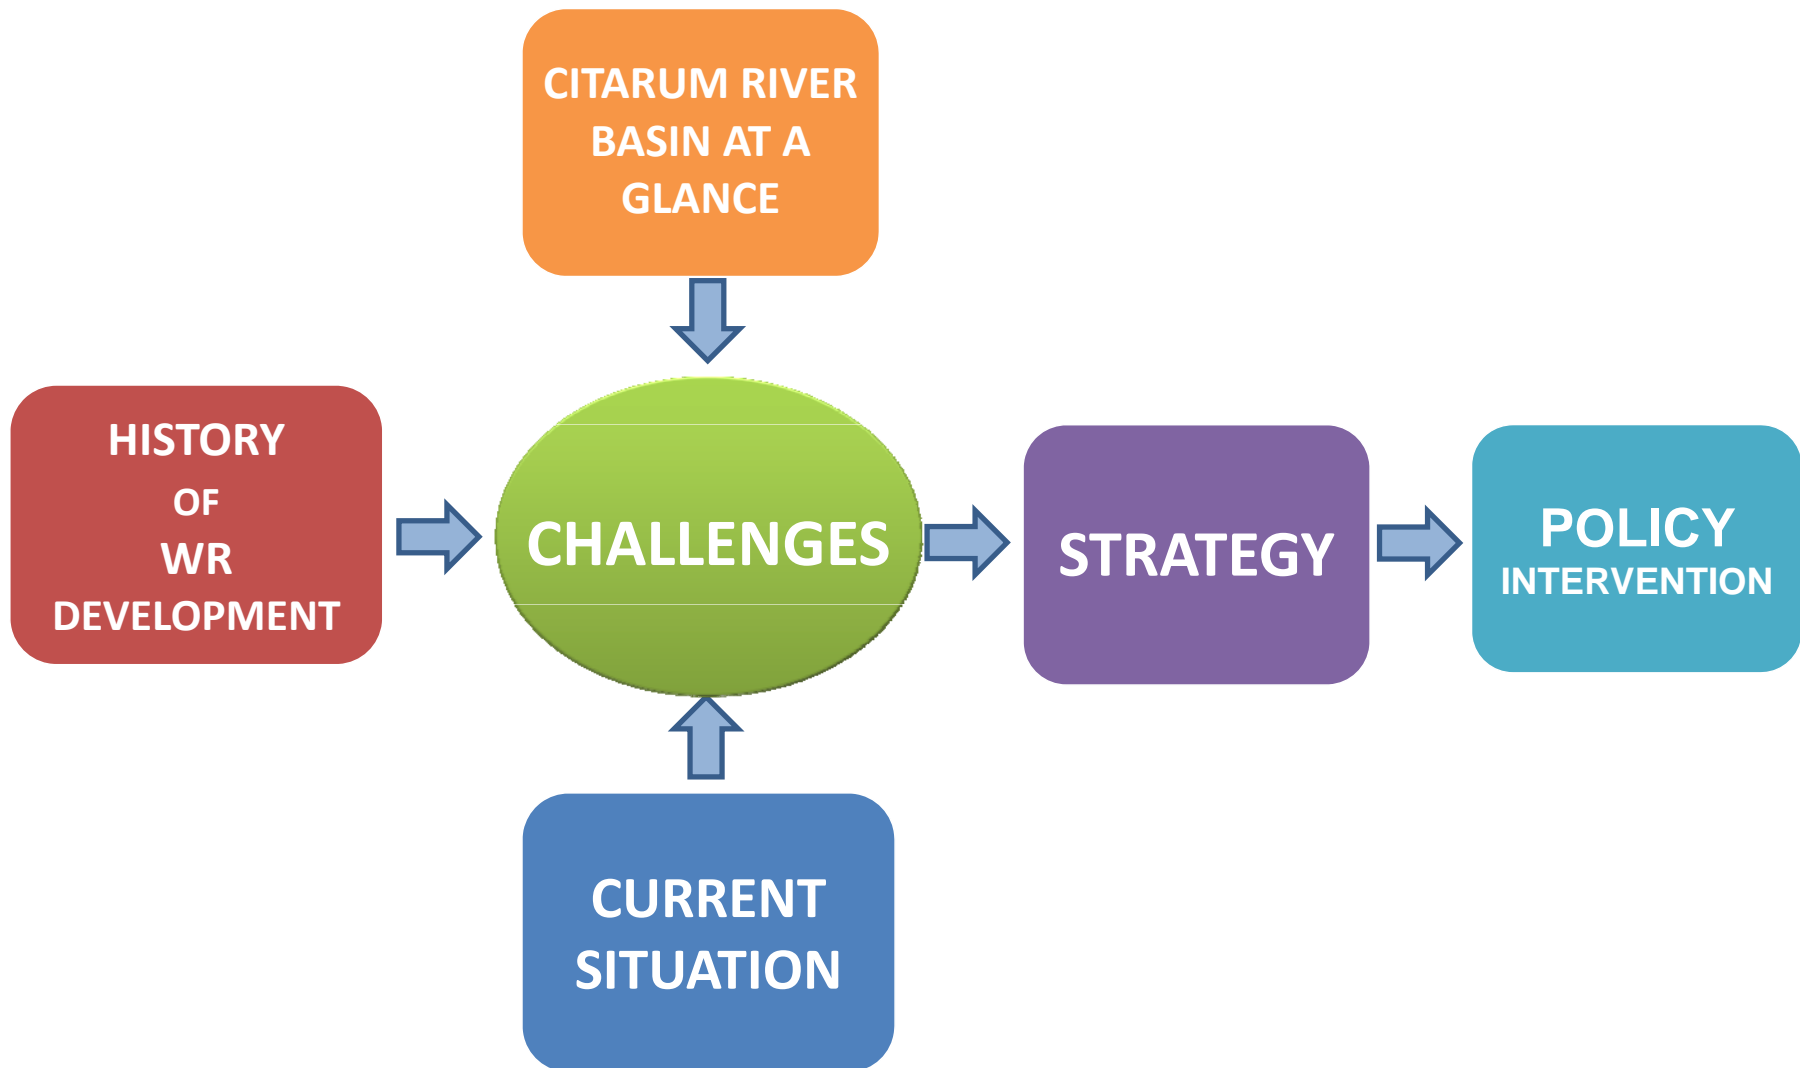 CITARUM RIVER
BASIN AT A
GLANCE
HISTORY
OF
WR
DEVELOPMENT
CHALLENGES
STRATEGY
POLICY
INTERVENTION
CURRENT
SITUATION